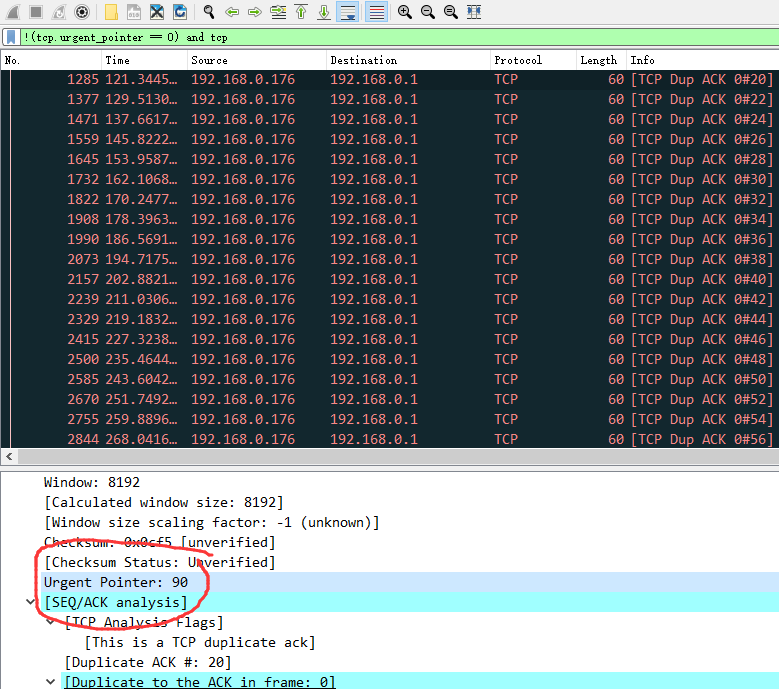 !(tcp.urgent_pointer == 0) and tcp
No. Time Source Destination Protocol Length Info
1285 121.3445… 192.168.0.176 192.168.0.1 TCP 60 [TCP Dup ACK 0#20]
1377 129.5130… 192.168.0.176 192.168.0.1 TCP 60 [TCP Dup ACK 0#22]
1471 137.6617… 192.168.0.176 192.168.0.1 TCP 60 [TCP Dup ACK 0#24]
1559 145.8222… 192.168.0.176 192.168.0.1 TCP 60 [TCP Dup ACK 0#26]
1645 153.9587… 192.168.0.176 192.168.0.1 TCP 60 [TCP Dup ACK 0#28]
1732 162.1068… 192.168.0.176 192.168.0.1 TCP 60 [TCP Dup ACK 0#30]
1822 170.2477… 192.168.0.176 192.168.0.1 TCP 60 [TCP Dup ACK 0#32]
1908 178.3963… 192.168.0.176 192.168.0.1 TCP 60 [TCP Dup ACK 0#34]
1990 186.5691… 192.168.0.176 192.168.0.1 TCP 60 [TCP Dup ACK 0#36]
2073 194.7175… 192.168.0.176 192.168.0.1 TCP 60 [TCP Dup ACK 0#38]
2157 202.8821… 192.168.0.176 192.168.0.1 TCP 60 [TCP Dup ACK 0#40]
2239 211.0306… 192.168.0.176 192.168.0.1 TCP 60 [TCP Dup ACK 0#42]
2329 219.1832… 192.168.0.176 192.168.0.1 TCP 60 [TCP Dup ACK 0#44]
2415 227.3238… 192.168.0.176 192.168.0.1 TCP 60 [TCP Dup ACK 0#46]
2500 235.4644… 192.168.0.176 192.168.0.1 TCP 60 [TCP Dup ACK 0#48]
2585 243.6042… 192.168.0.176 192.168.0.1 TCP 60 [TCP Dup ACK 0#50]
2670 251.7492… 192.168.0.176 192.168.0.1 TCP 60 [TCP Dup ACK 0#52]
2755 259.8896… 192.168.0.176 192.168.0.1 TCP 60 [TCP Dup ACK 0#54]
2844 268.0416… 192.168.0.176 192.168.0.1 TCP 60 [TCP Dup ACK 0#56]
Window: 8192
[Calculated window size: 8192]
[Window size scaling factor: -1 (unknown)]
Checksum: 0x0cf5 [unverified]
[Checksum Status: Unverified]
Urgent Pointer: 90
[SEQ/ACK analysis]
[TCP Analysis Flags]
[This is a TCP duplicate ack]
[Duplicate ACK #: 20]
[Duplicate to the ACK in frame: 0]